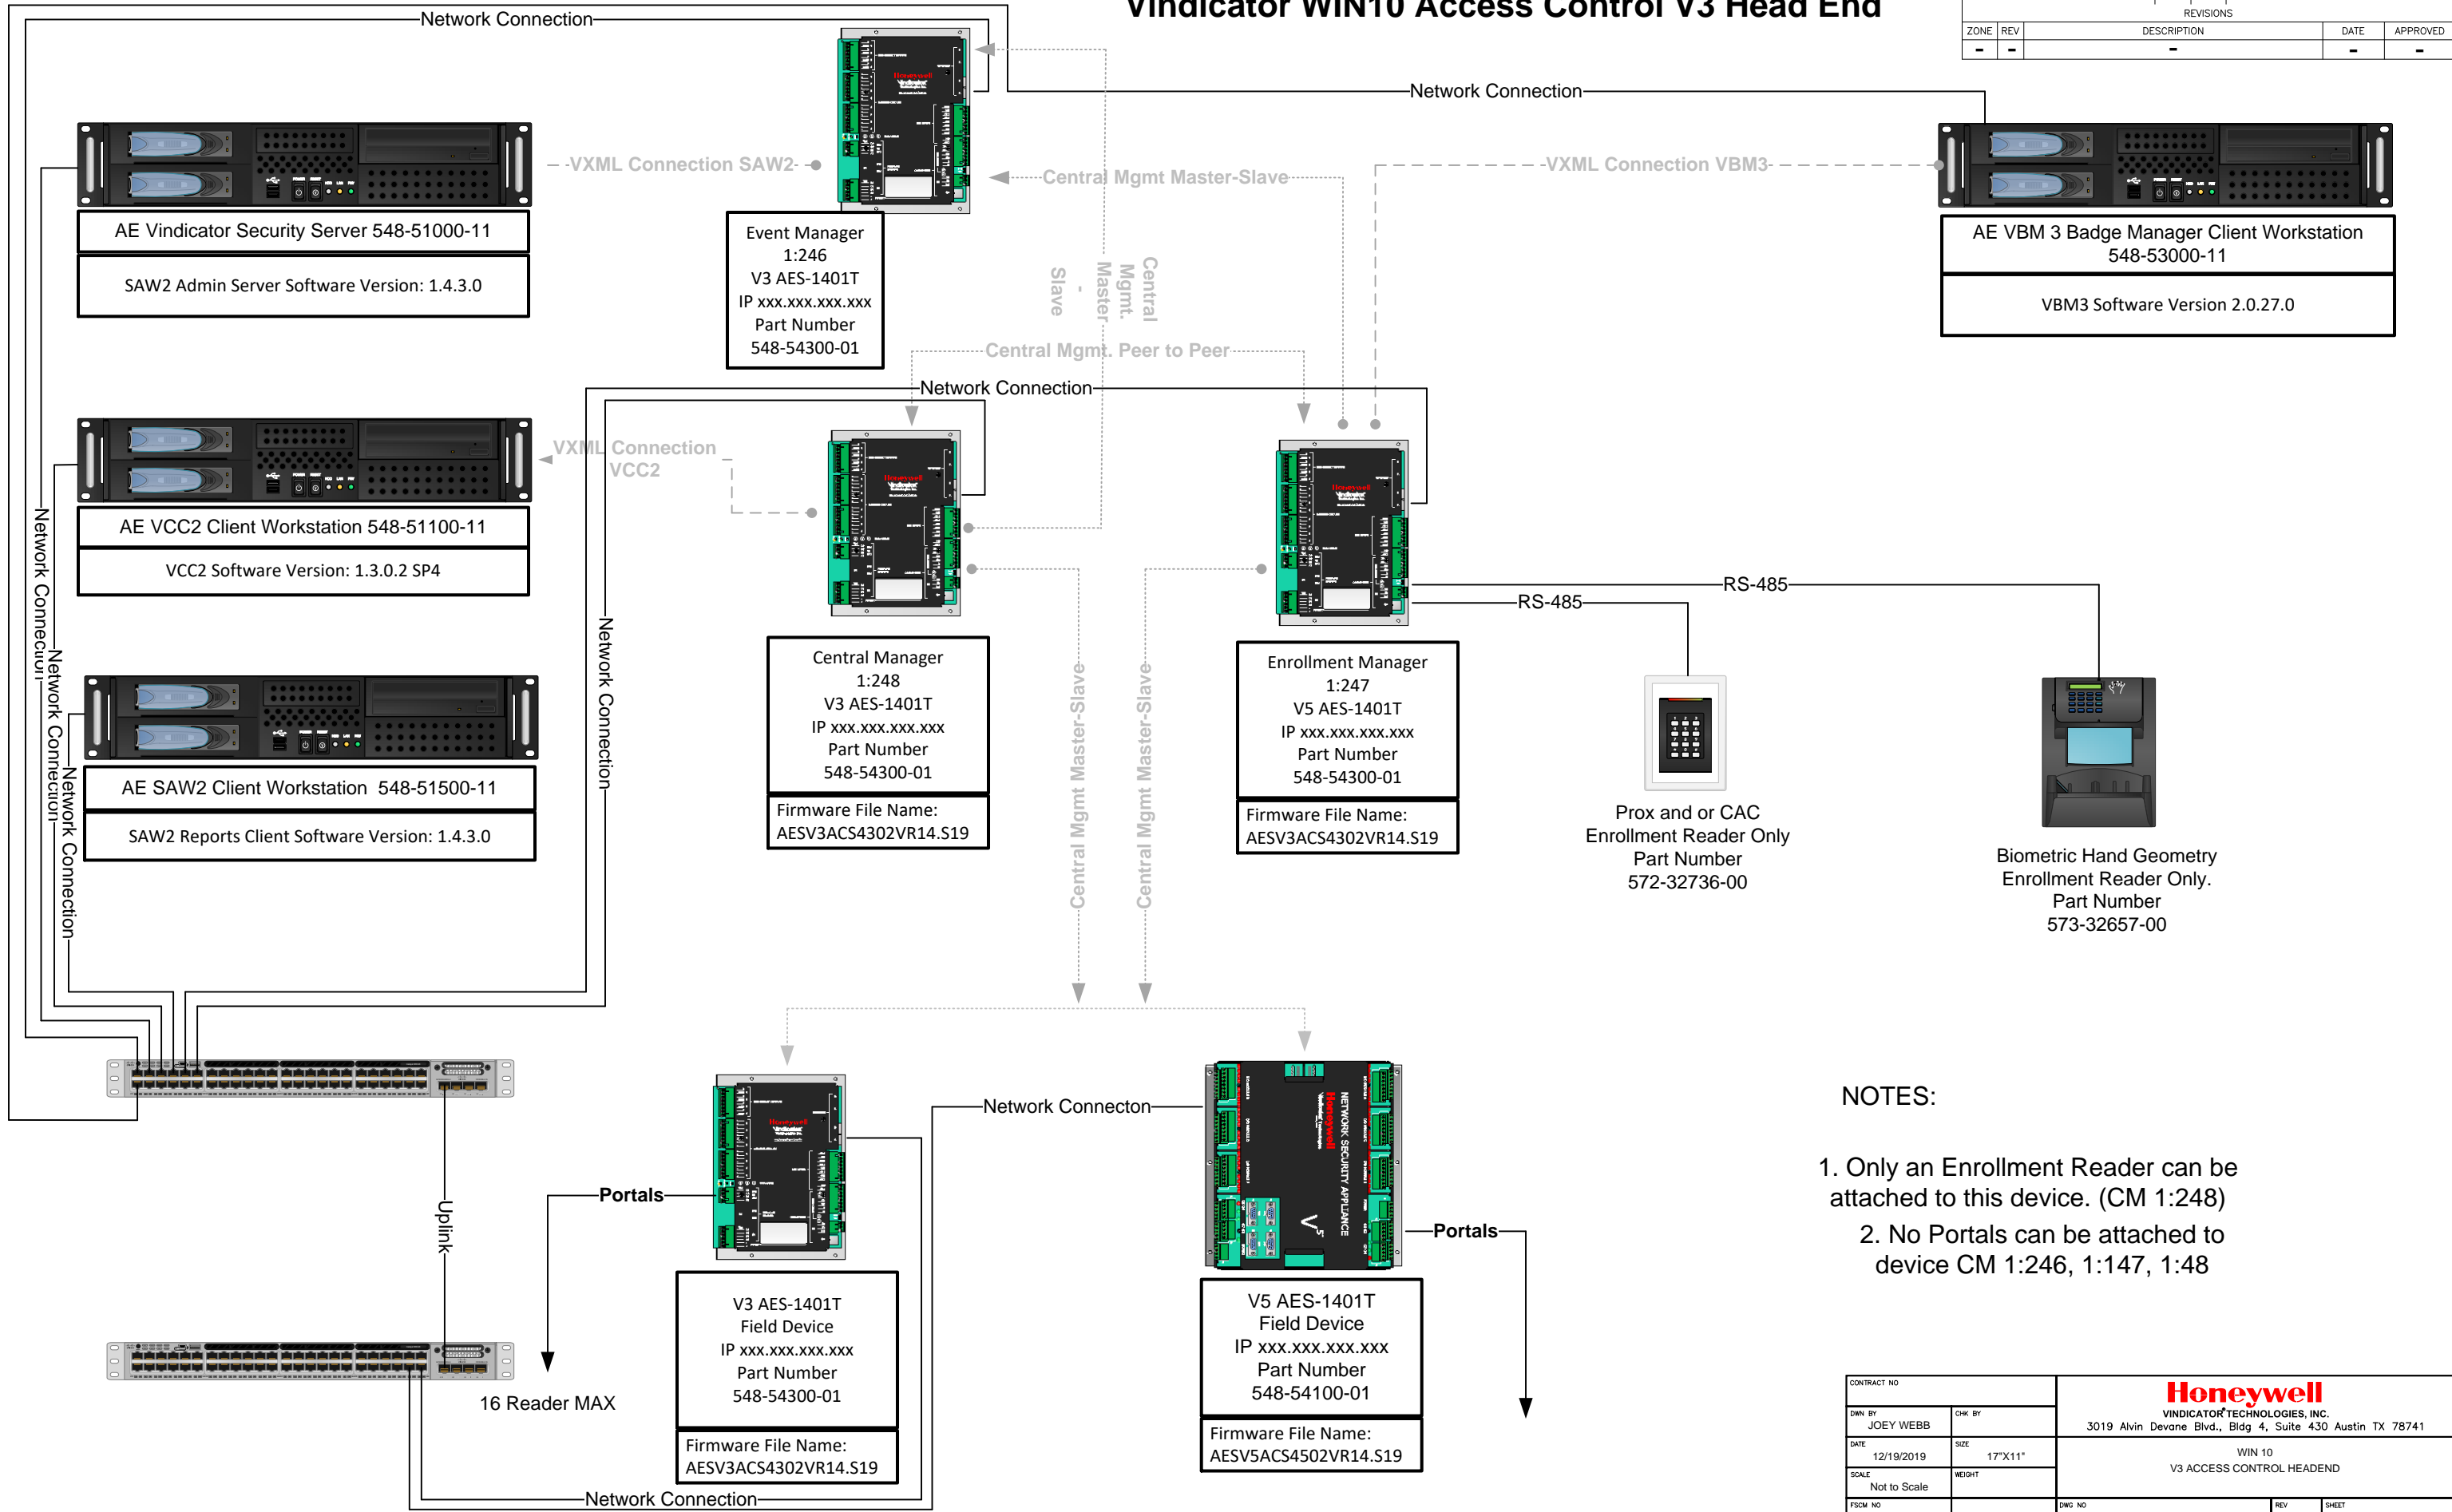 Vindicator WIN10 Access Control V3 Head End
REVISIONS
ZONE REV DESCRIPTION DATE APPROVED
- - - - -
Network Connection
Network Connection
VXML Connection SAW2
Central Mgmt Master-Slave
VXML Connection VBM3
Honeywell
Vindicator
AE Vindicator Security Server 548-51000-11
SAW2 Admin Server Software Version: 1.4.3.0
Event Manager
1:246
V3 AES-1401T
IP xxx.xxx.xxx.xxx
Part Number
548-54300-01
Central
Mgmt.
Master
-
Slave
AE VBM 3 Badge Manager Client Workstation
548-53000-11
VBM3 Software Version 2.0.27.0
Central Mgmt. Peer to Peer
Network Connection
VXML Connection
VCC2
Honeywell
Vindicator
Honeywell
Vindicator
AE VCC2 Client Workstation 548-51100-11
VCC2 Software Version: 1.3.0.2 SP4
RS-485
RS-485
Network Connection
Network Connection
Network Connection
Network Connection
AE SAW2 Client Workstation 548-51500-11
SAW2 Reports Client Software Version: 1.4.3.0
Central Manager
1:248
V3 AES-1401T
IP xxx.xxx.xxx.xxx
Part Number
548-54300-01
Firmware File Name:
AESV3ACS4302VR14.S19
Central Mgmt Master-Slave
Central Mgmt Master-Slave
Enrollment Manager
1:247
V5 AES-1401T
IP xxx.xxx.xxx.xxx
Part Number
548-54300-01
Firmware File Name:
AESV3ACS4302VR14.S19
Prox and or CAC
Enrollment Reader Only
Part Number
572-32736-00
Biometric Hand Geometry
Enrollment Reader Only.
Part Number
573-32657-00
Uplink
Network Connecton
Honeywell
Vindicator
NETWORK SECURITY APPLIANCE
Honeywell
V5
Portals
Portals
16 Reader MAX
V3 AES-1401T
Field Device
IP xxx.xxx.xxx.xxx
Part Number
548-54300-01
Firmware File Name:
AESV3ACS4302VR14.S19
V5 AES-1401T
Field Device
IP xxx.xxx.xxx.xxx
Part Number
548-54100-01
Firmware File Name:
AESV5ACS4502VR14.S19
Network Connection
NOTES:
1. Only an Enrollment Reader can be
attached to this device. (CM 1:248)
2. No Portals can be attached to
device CM 1:246, 1:147, 1:48
CONTRACT NO
Honeywell
VINDICATOR TECHNOLOGIES, INC.
3019 Alvin Devane Blvd., Bldg 4, Suite 430 Austin TX 78741
DWN BY
JOEY WEBB
CHK BY
DATE
12/19/2019
SIZE
17"X11"
WIN 10
V3 ACCESS CONTROL HEADEND
SCALE
Not to Scale
WEIGHT
FSCM NO
DWG NO
REV
SHEET